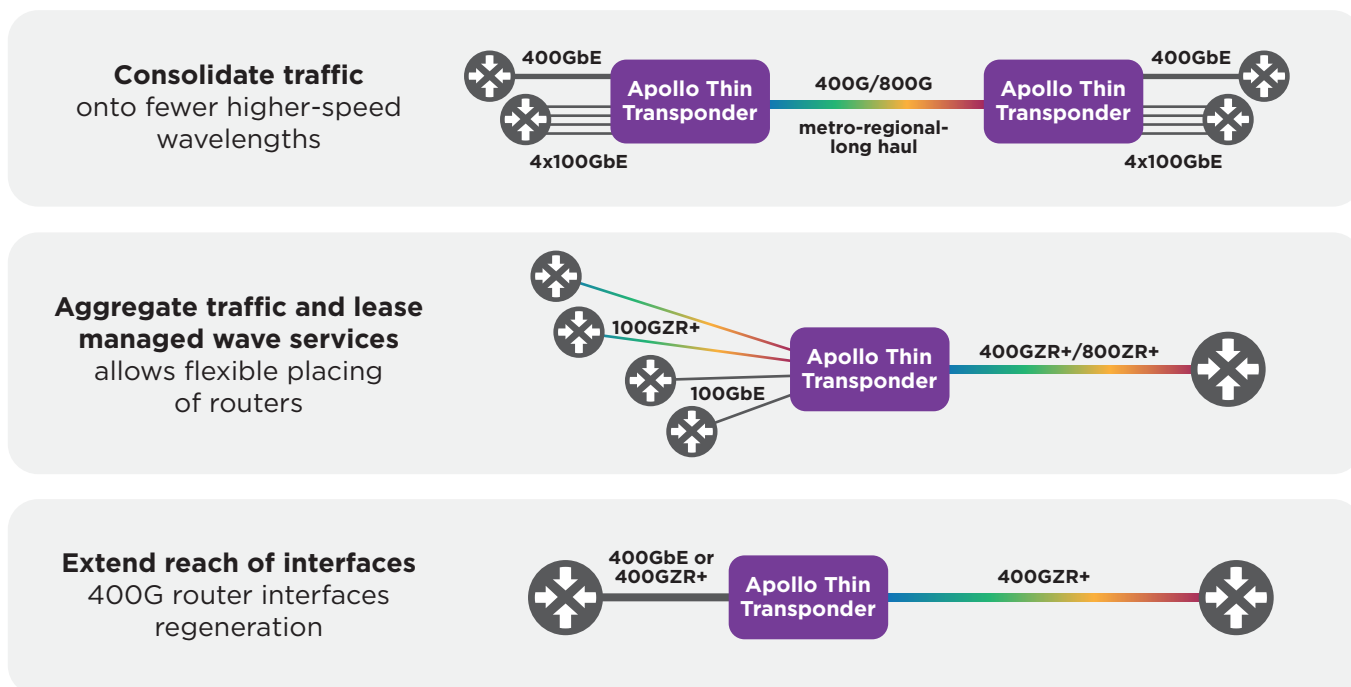 Consolidate traffic
onto fewer higher-speed
wavelengths
400GbE
4x100GbE
Apollo Thin
Transponder
400G/800G
metro-regional-
long haul
Apollo Thin
Transponder
400GbE
4x100GbE
Aggregate traffic and lease
managed wave services
allows flexible placing
of routers
100GZR+
100GbE
Apollo Thin
Transponder
400GZR+/800ZR+
Extend reach of interfaces
400G router interfaces
regeneration
400GbE or
400GZR+
Apollo Thin
Transponder
400GZR+